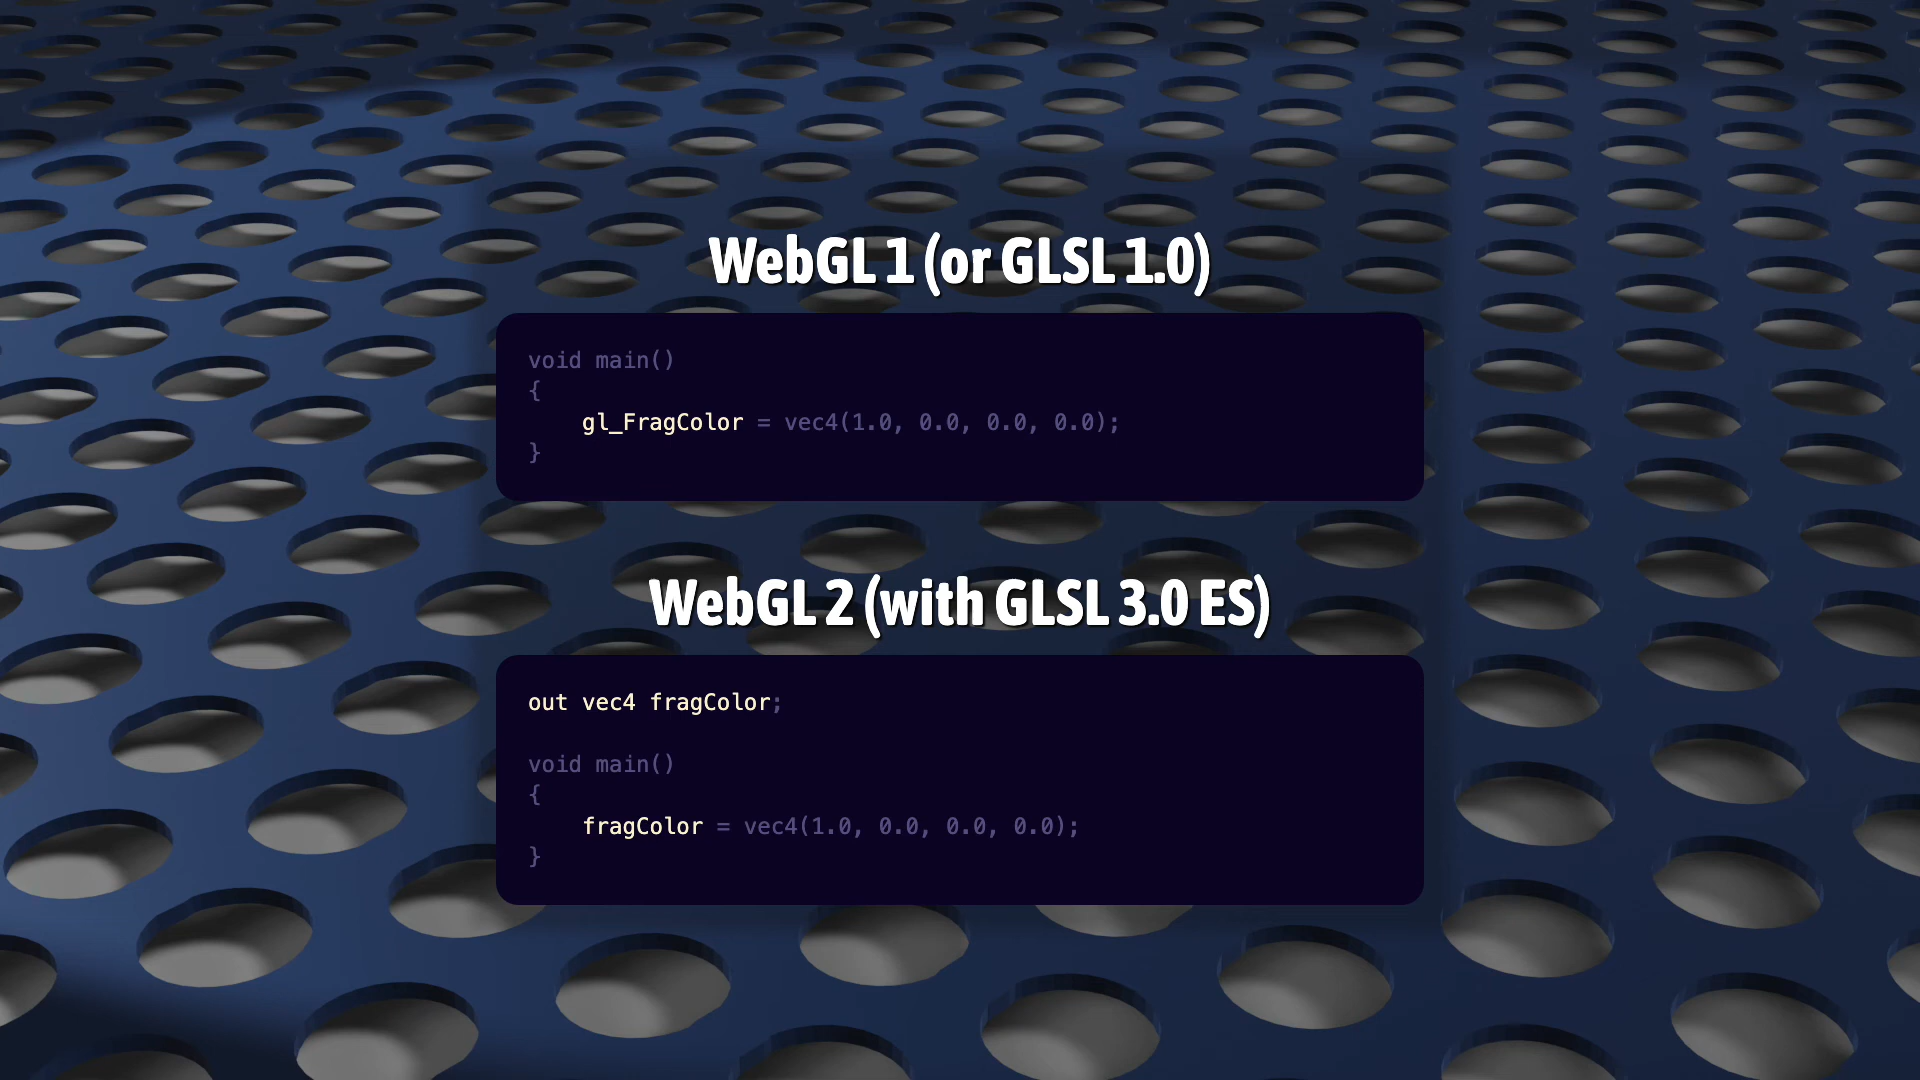 WebGL 1 (or GLSL 1.0)
void main()
{
    gl_FragColor = vec4(1.0, 0.0, 0.0, 0.0);
}
WebGL 2 (with GLSL 3.0 ES)
out vec4 fragColor;
void main()
{
    fragColor = vec4(1.0, 0.0, 0.0, 0.0);
}